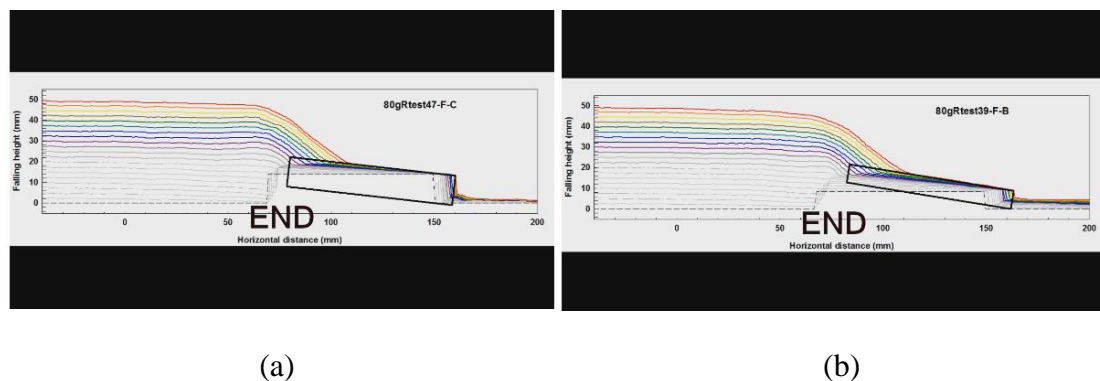 80gRtest47-F-C
Falling height (mm)
50
40
30
20
10
0
0
50
100
150
200
END
Horizontal distance (mm)
80gRtest39-F-B
Falling height (mm)
50
40
30
20
10
0
0
50
100
150
200
END
Horizontal distance (mm)
(a)
(b)